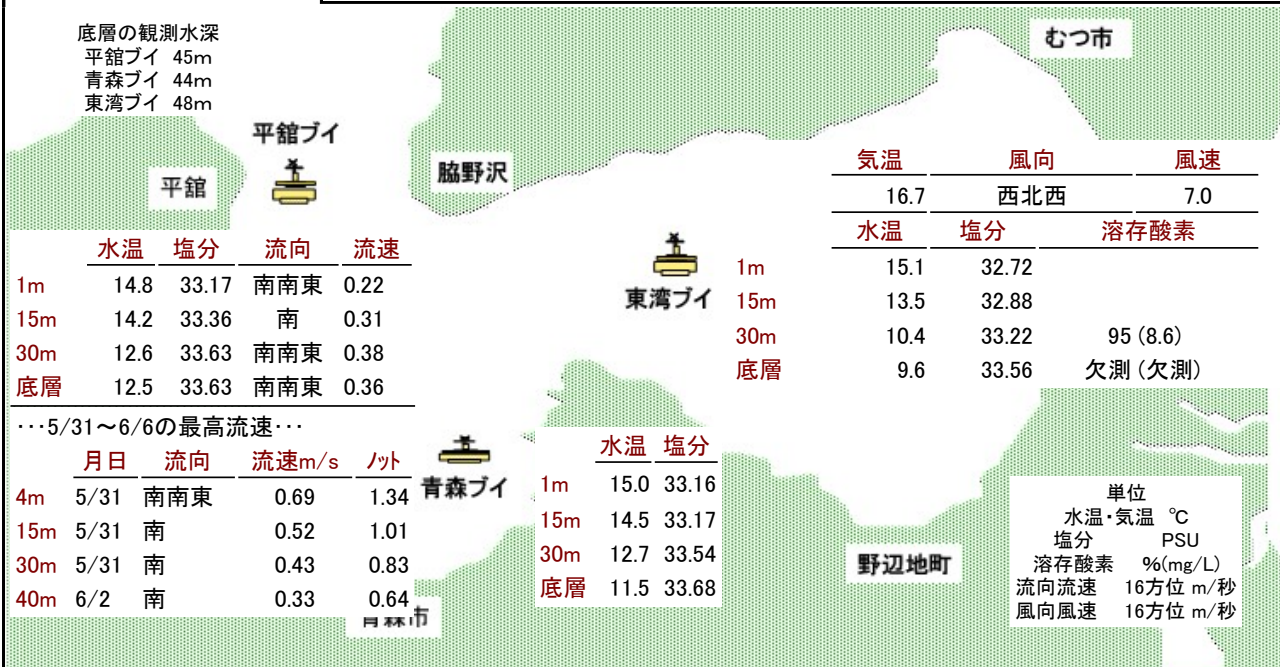 底層の観測水深
平舘ブイ 45m
青森ブイ 44m
東湾ブイ 48m
むつ市
平舘ブイ
脇野沢
平舘
気温 風向 風速
16.7 西北西 7.0
水温 塩分 溶存酸素
1m 15.1 32.72
15m 13.5 32.88
30m 10.4 33.22 95 (8.6)
底層 9.6 33.56 欠測 (欠測)
東湾ブイ
水温 塩分 流向 流速
1m 14.8 33.17 南南東 0.22
15m 14.2 33.36 南 0.31
30m 12.6 33.63 南南東 0.38
底層 12.5 33.63 南南東 0.36
・・・5/31～6/6の最高流速・・・
月日 流向 流速m/s ノット
4m 5/31 南南東 0.69 1.34
15m 5/31 南 0.52 1.01
30m 5/31 南 0.43 0.83
40m 6/2 南 0.33 0.64
青森ブイ
水温 塩分
1m 15.0 33.16
15m 14.5 33.17
30m 12.7 33.54
底層 11.5 33.68
青森市
野辺地町
単位
水温・気温 ℃
塩分 PSU
溶存酸素 %(mg/L)
流向流速 16方位 m/秒
風向風速 16方位 m/秒